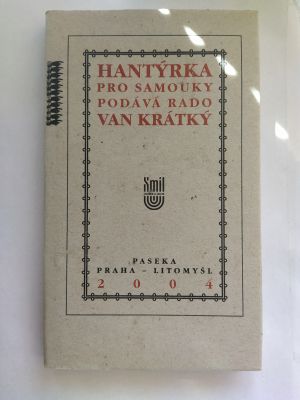 HANTÝRKA
PRO SAMOUKY
PODÁVÁ RADO
VAN KRÁTKÝ
Smil
PASEKA
PRAHA – LITOMYŠL
2004